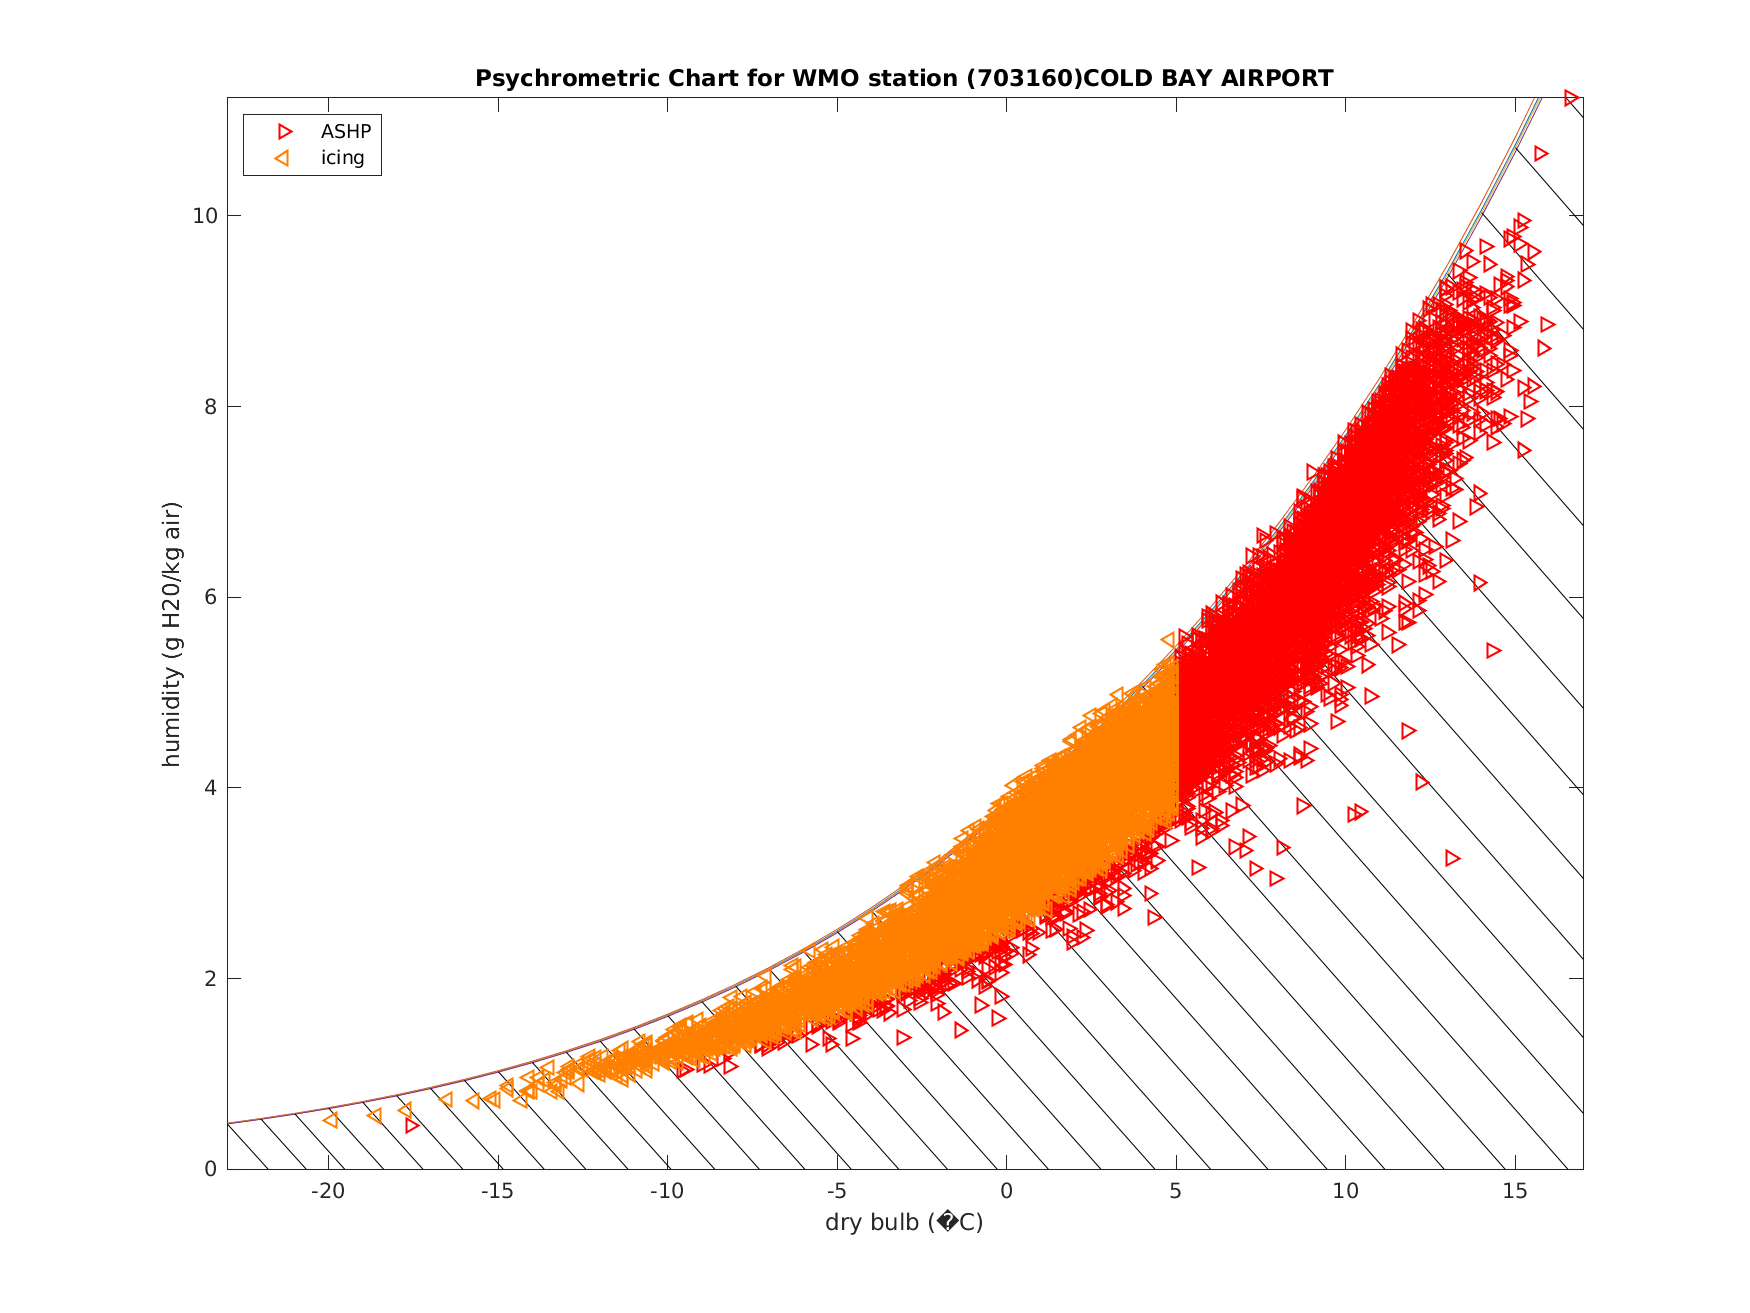 Psychrometric Chart for WMO station (703160)COLD BAY AIRPORT
ASHP
icing
10
8
6
4
2
0
humidity (g H20/kg air)
-20 -15 -10 -5 0 5 10 15
dry bulb (�C)